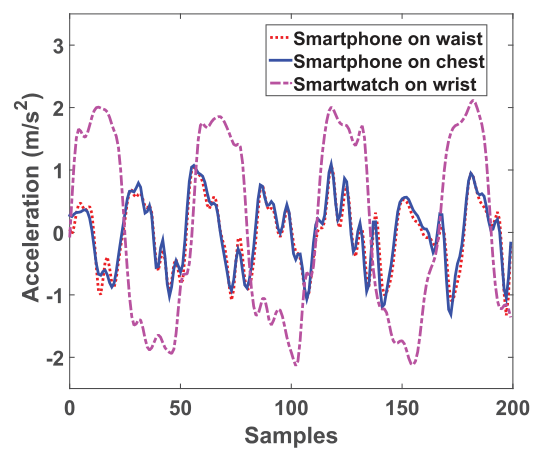 Smartphone on waist
Smartphone on chest
Smartwatch on wrist
Acceleration (m/s²)
3
2
1
0
-1
-2
0 50 100 150 200
Samples